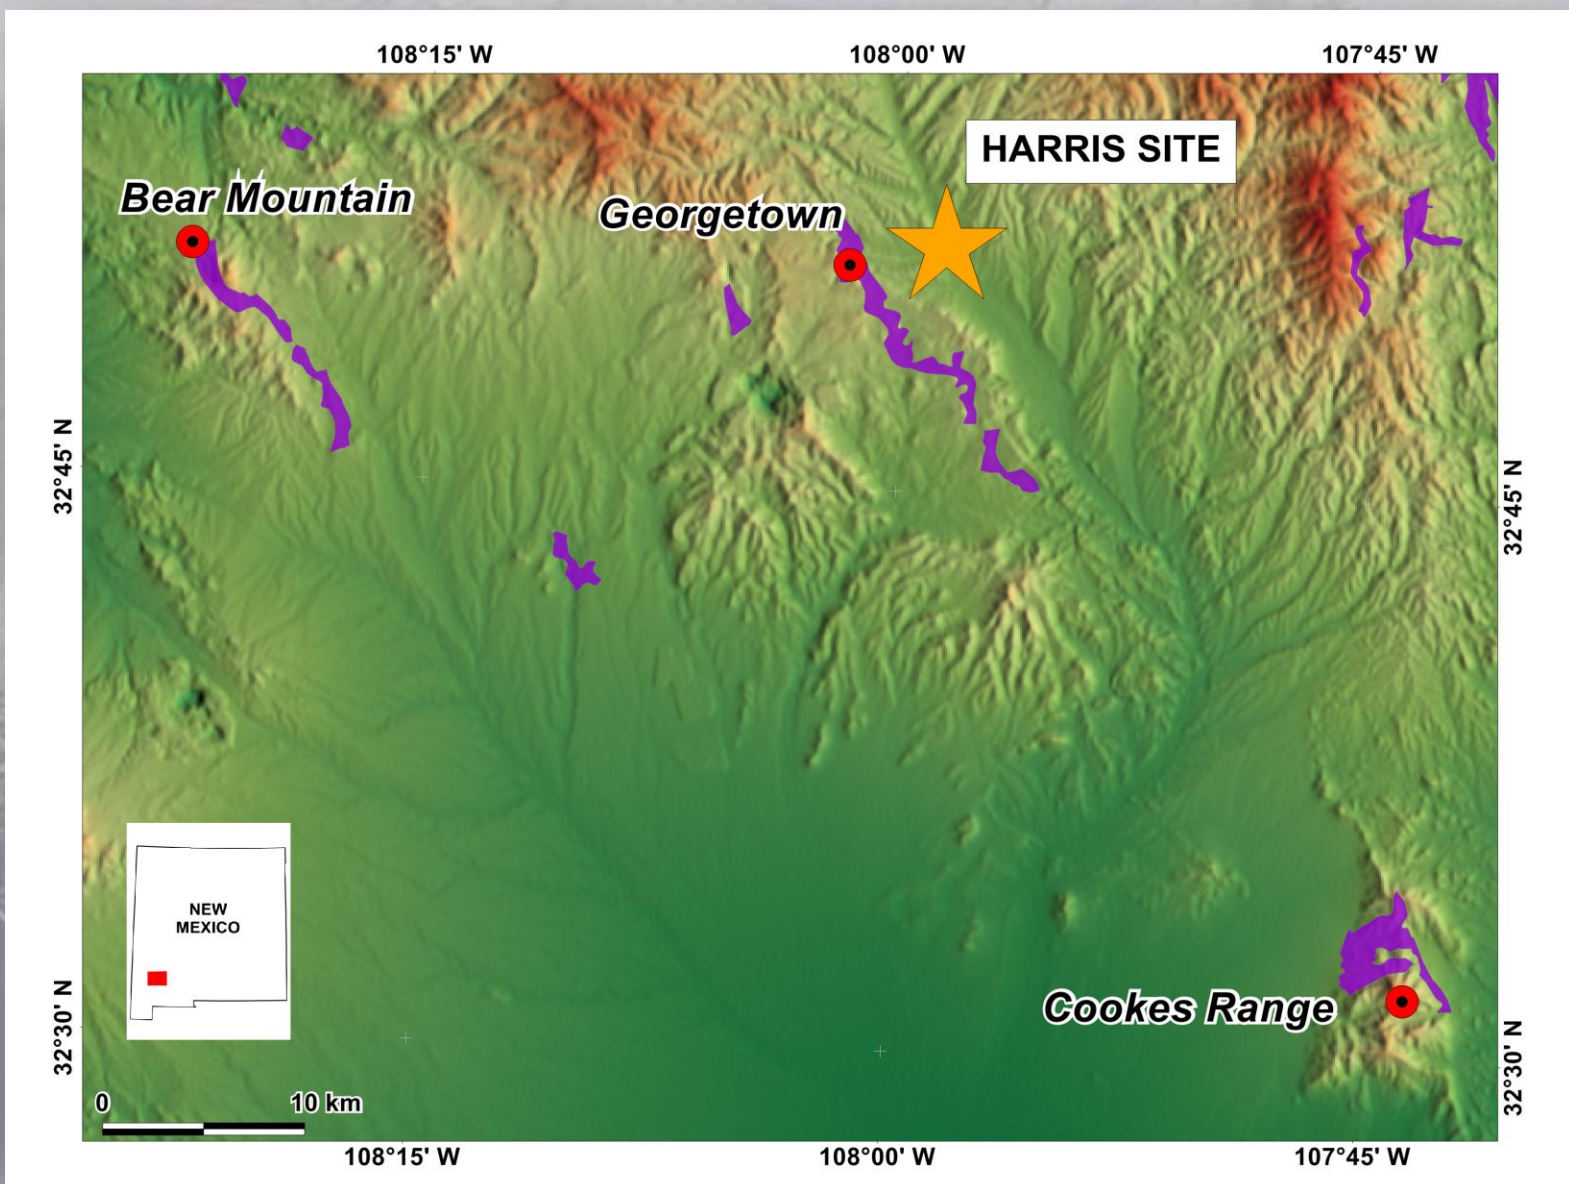 108°15' W
108°00' W
107°45' W
HARRIS SITE
Bear Mountain
Georgetown
32°45' N
32°45' N
NEW
MEXICO
Cookes Range
32°30' N
32°30' N
0
10 km
108°15' W
108°00' W
107°45' W